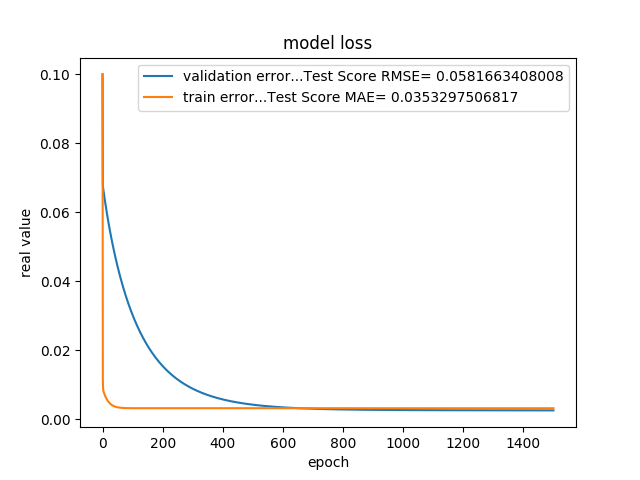 model loss
validation error...Test Score RMSE= 0.0581663408008
train error...Test Score MAE= 0.0353297506817
real value
0.10
0.08
0.06
0.04
0.02
0.00
0 200 400 600 800 1000 1200 1400
epoch